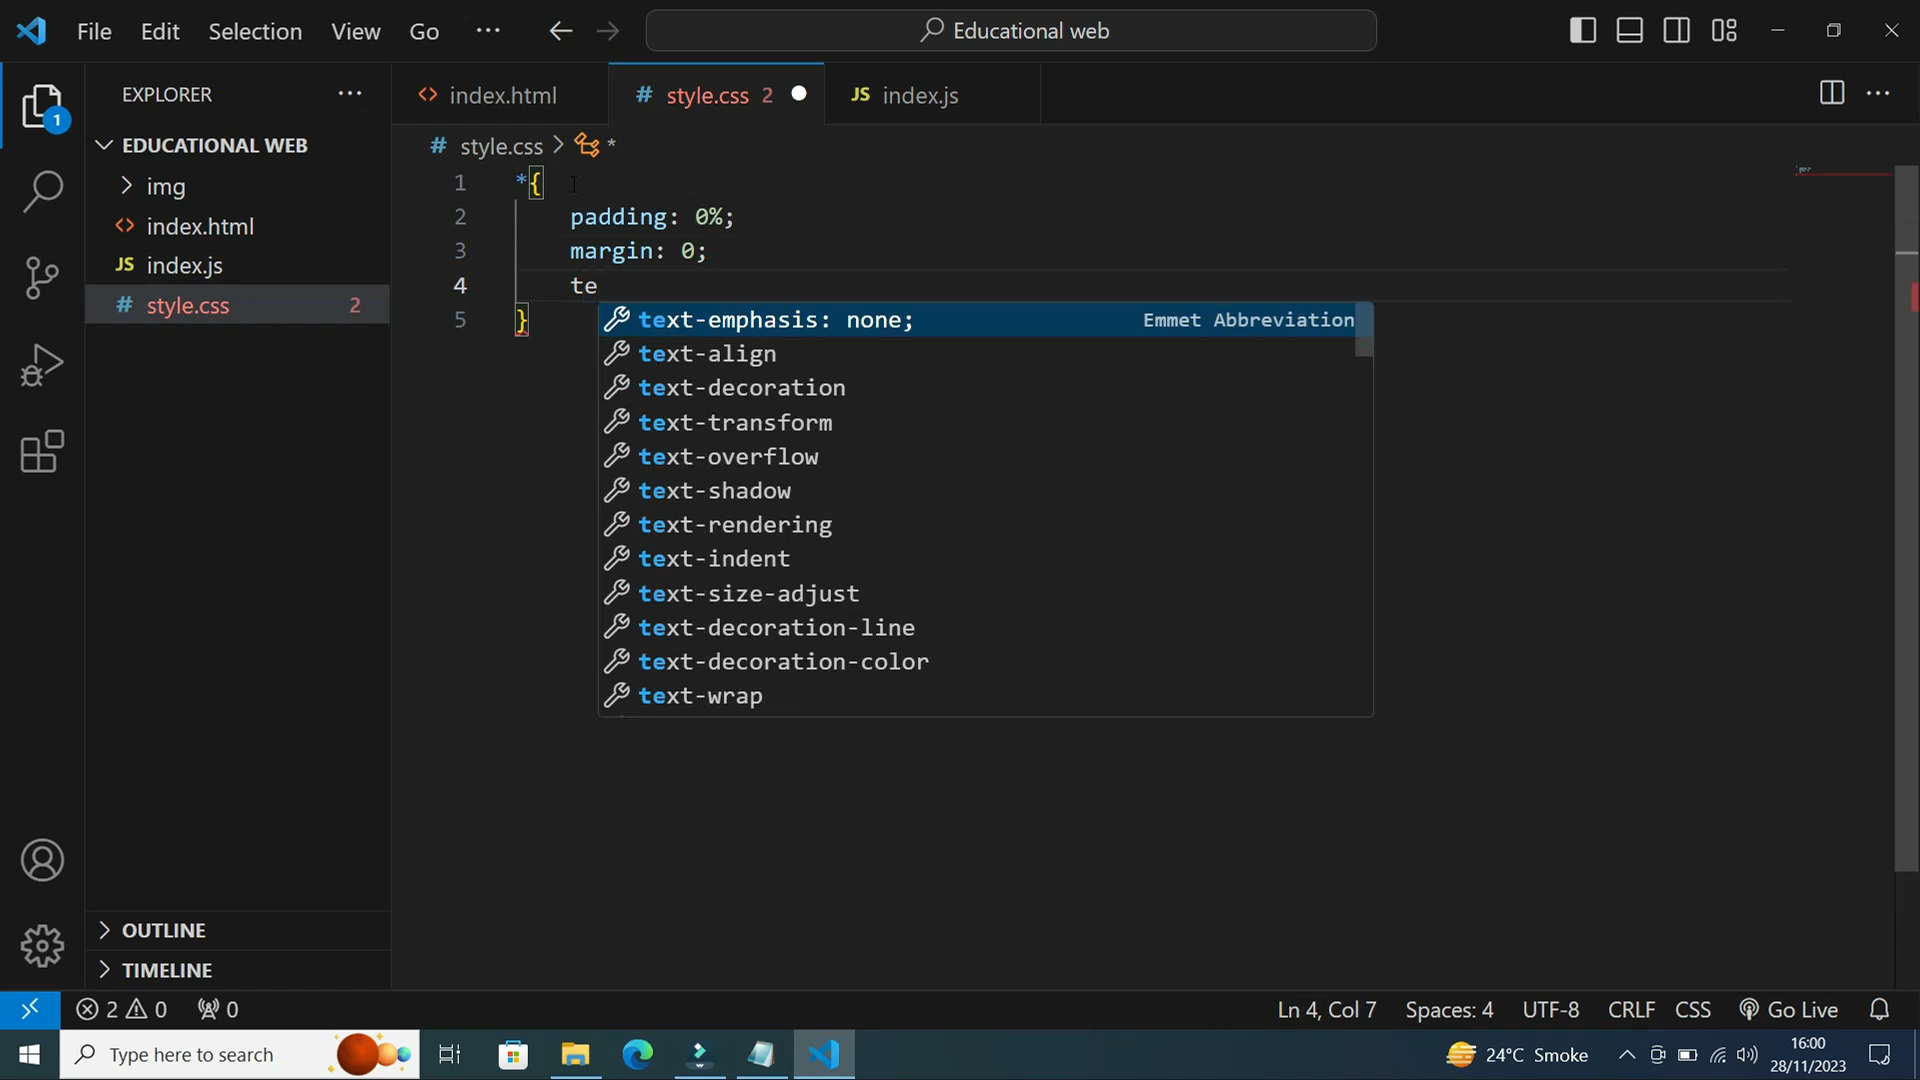 File Edit Selection View Go ··· Educational web
EXPLORER ···
EDUCATIONAL WEB
img
<> index.html
JS index.js
# style.css 2
<> index.html
# style.css 2
JS index.js
···
# style.css > *
1 *{
2 padding: 0%;
3 margin: 0;
4 te
5 }
text-emphasis: none; Emmet Abbreviation
text-align
text-decoration
text-transform
text-overflow
text-shadow
text-rendering
text-indent
text-size-adjust
text-decoration-line
text-decoration-color
text-wrap
1
OUTLINE
TIMELINE
2 0 0 Ln 4, Col 7 Spaces: 4 UTF-8 CRLF CSS Go Live
Type here to search 24°C Smoke 16:00
28/11/2023